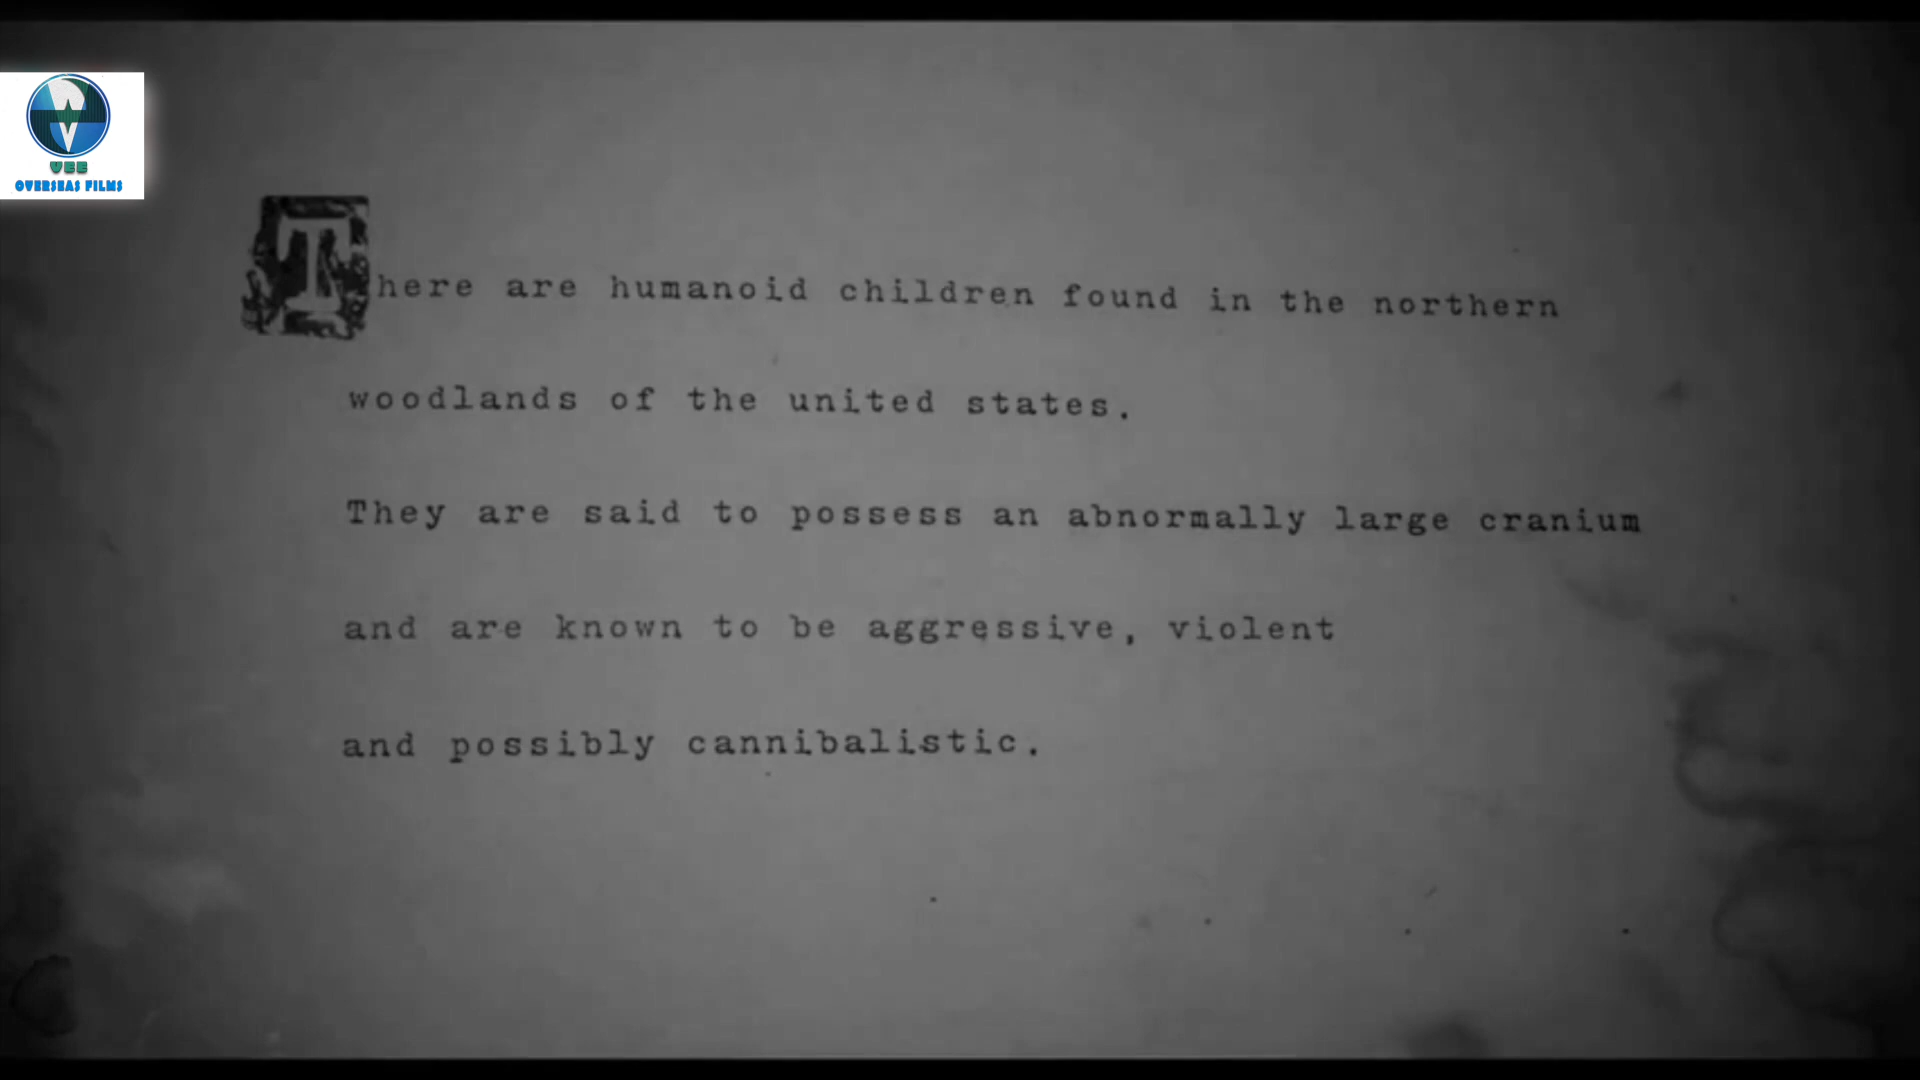 VEE
OVERSEAS FILMS
There are humanoid children found in the northern
woodlands of the united states.
They are said to possess an abnormally large cranium
and are known to be aggressive, violent
and possibly cannibalistic.